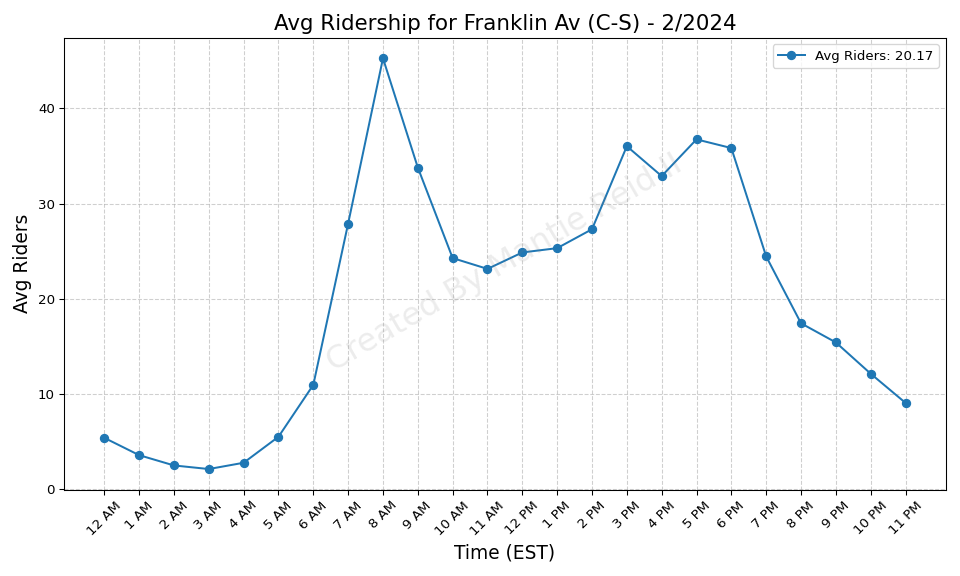 Avg Ridership for Franklin Av (C-S) - 2/2024
Avg Riders: 20.17
Avg Riders
40
30
20
10
0
Created By Mantie Reid II
12 AM
1 AM
2 AM
3 AM
4 AM
5 AM
6 AM
7 AM
8 AM
9 AM
10 AM
11 AM
12 PM
1 PM
2 PM
3 PM
4 PM
5 PM
6 PM
7 PM
8 PM
9 PM
10 PM
11 PM
Time (EST)